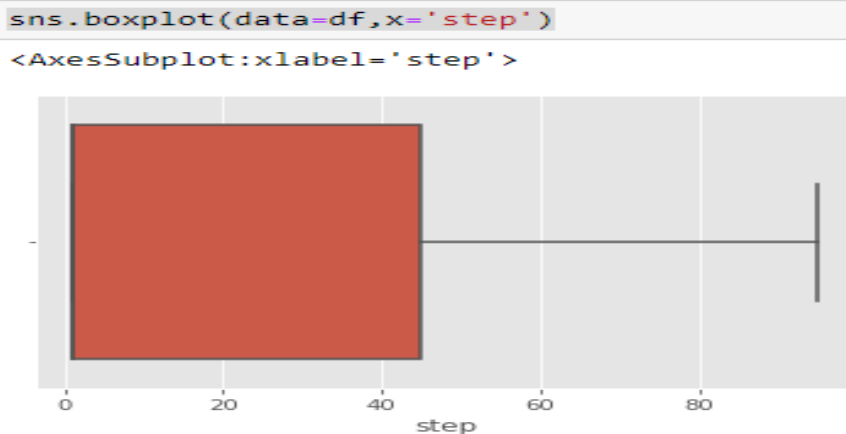 sns.boxplot(data=df,x='step')
<AxesSubplot:xlabel='step'>
0 20 40 60 80
step